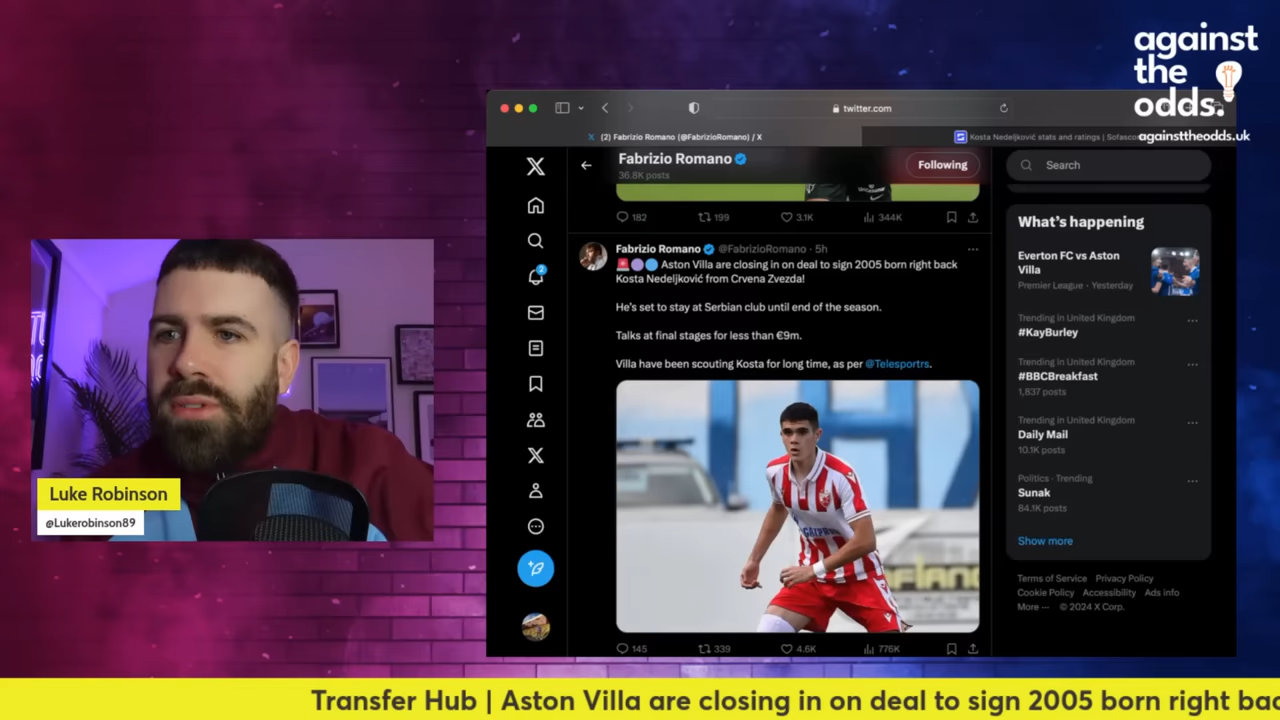 against
the
odds.
againsttheodds.uk
twitter.com
(2) Fabrizio Romano (@FabrizioRomano) / X
Kosta Nedeljković stats and ratings | Sofasco
Fabrizio Romano
36.8K posts
Following
Search
182 199 3.1K 344K
Fabrizio Romano @FabrizioRomano · 5h
🚨🟣🔵 Aston Villa are closing in on deal to sign 2005 born right back
Kosta Nedeljković from Crvena Zvezda!
He's set to stay at Serbian club until end of the season.
Talks at final stages for less than €9m.
Villa have been scouting Kosta for long time, as per @Telesportrs.
145 339 4.6K 776K
What's happening
Everton FC vs Aston
Villa
Premier League · Yesterday
Trending in United Kingdom
#KayBurley
Trending in United Kingdom
#BBCBreakfast
1,837 posts
Trending in United Kingdom
Daily Mail
10.1K posts
Politics · Trending
Sunak
84.1K posts
Show more
Terms of Service Privacy Policy
Cookie Policy Accessibility Ads info
More ··· © 2024 X Corp.
2
Luke Robinson
@Lukerobinson89
Transfer Hub | Aston Villa are closing in on deal to sign 2005 born right bac